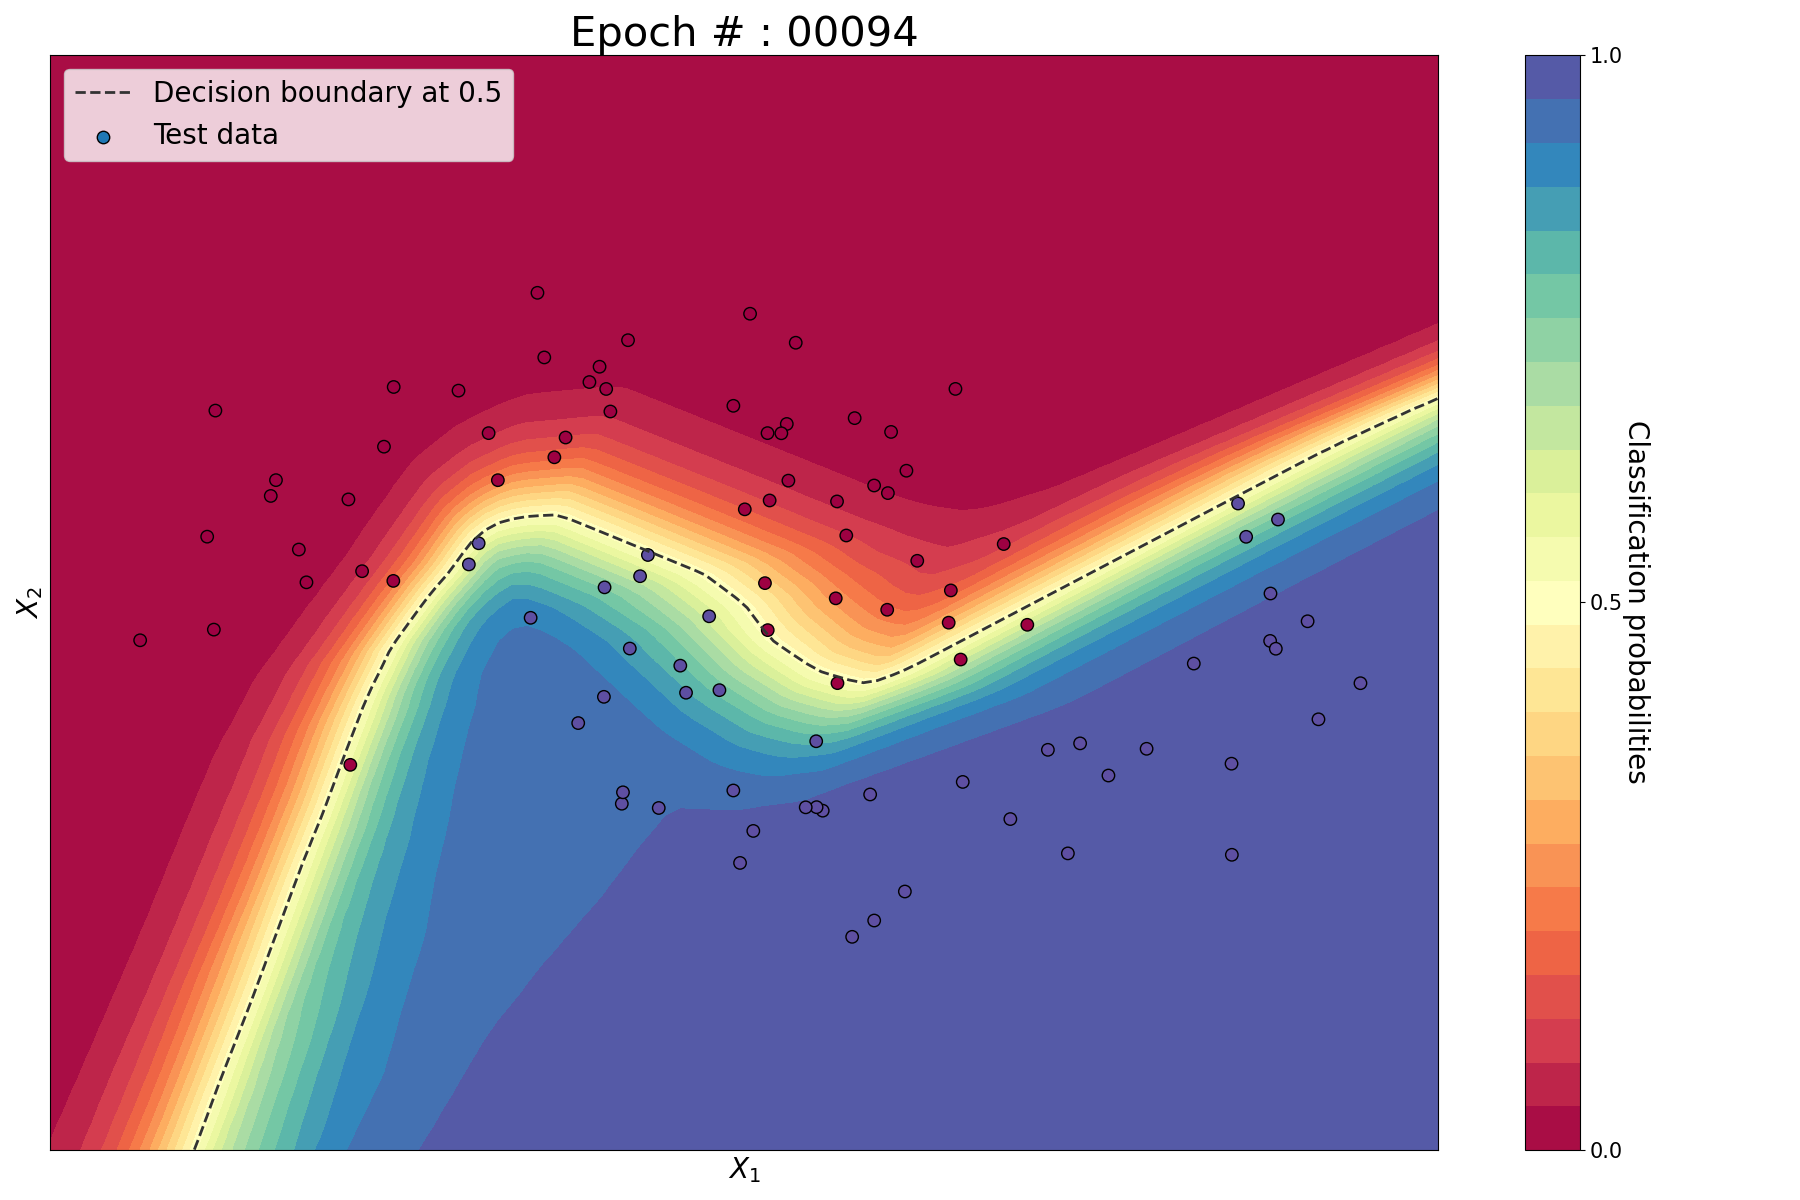 Epoch # : 00094
Decision boundary at 0.5
Test data
X₂
X₁
1.0
0.5
0.0
Classification probabilities